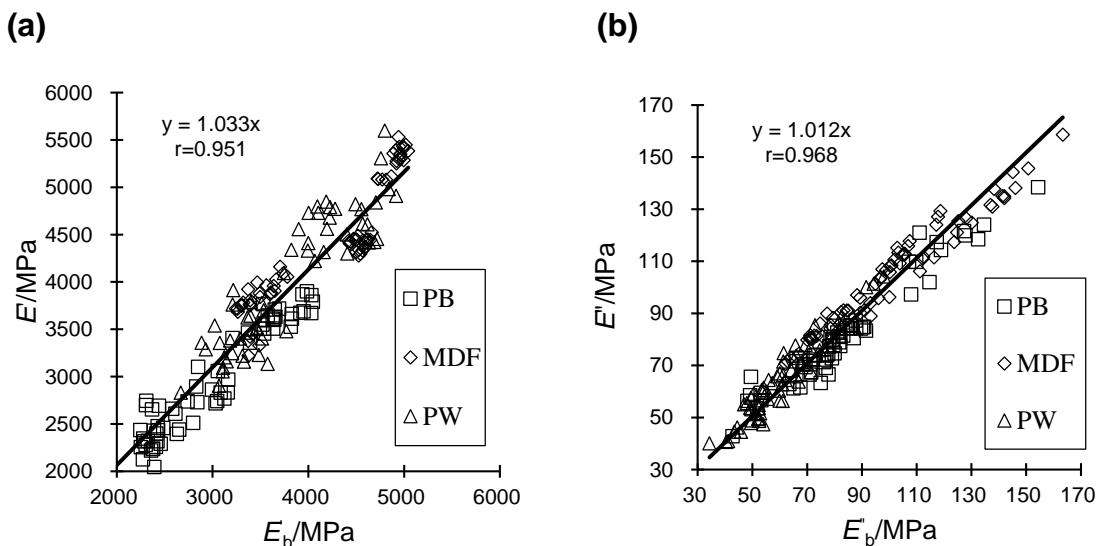 (a)
(b)
y = 1.033x
r=0.951
E'/MPa
6000
5500
5000
4500
4000
3500
3000
2500
2000
2000 3000 4000 5000 6000
E'b/MPa
PB
MDF
PW
y = 1.012x
r=0.968
E''/MPa
170
150
130
110
90
70
50
30
30 50 70 90 110 130 150 170
E''b/MPa
PB
MDF
PW